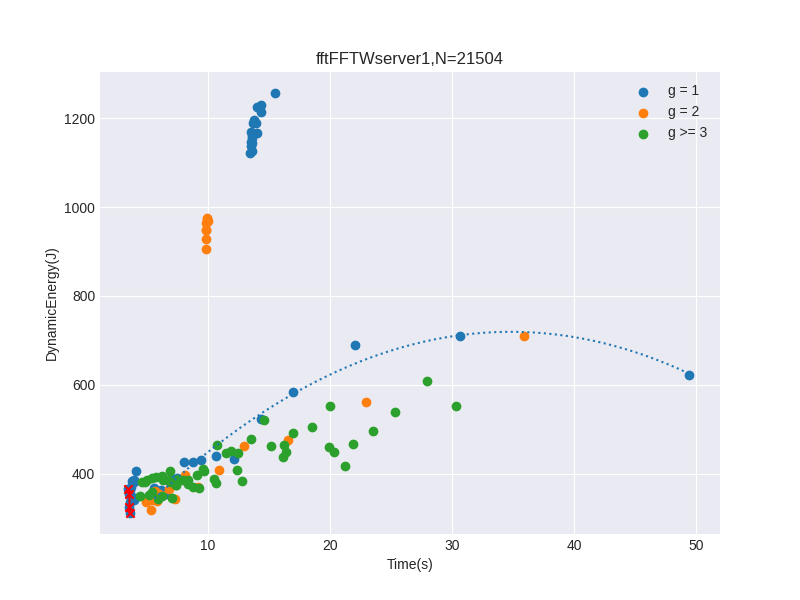 fftFFTWserver1,N=21504
g = 1
g = 2
g >= 3
1200
1000
800
600
400
DynamicEnergy(J)
10
20
30
40
50
Time(s)